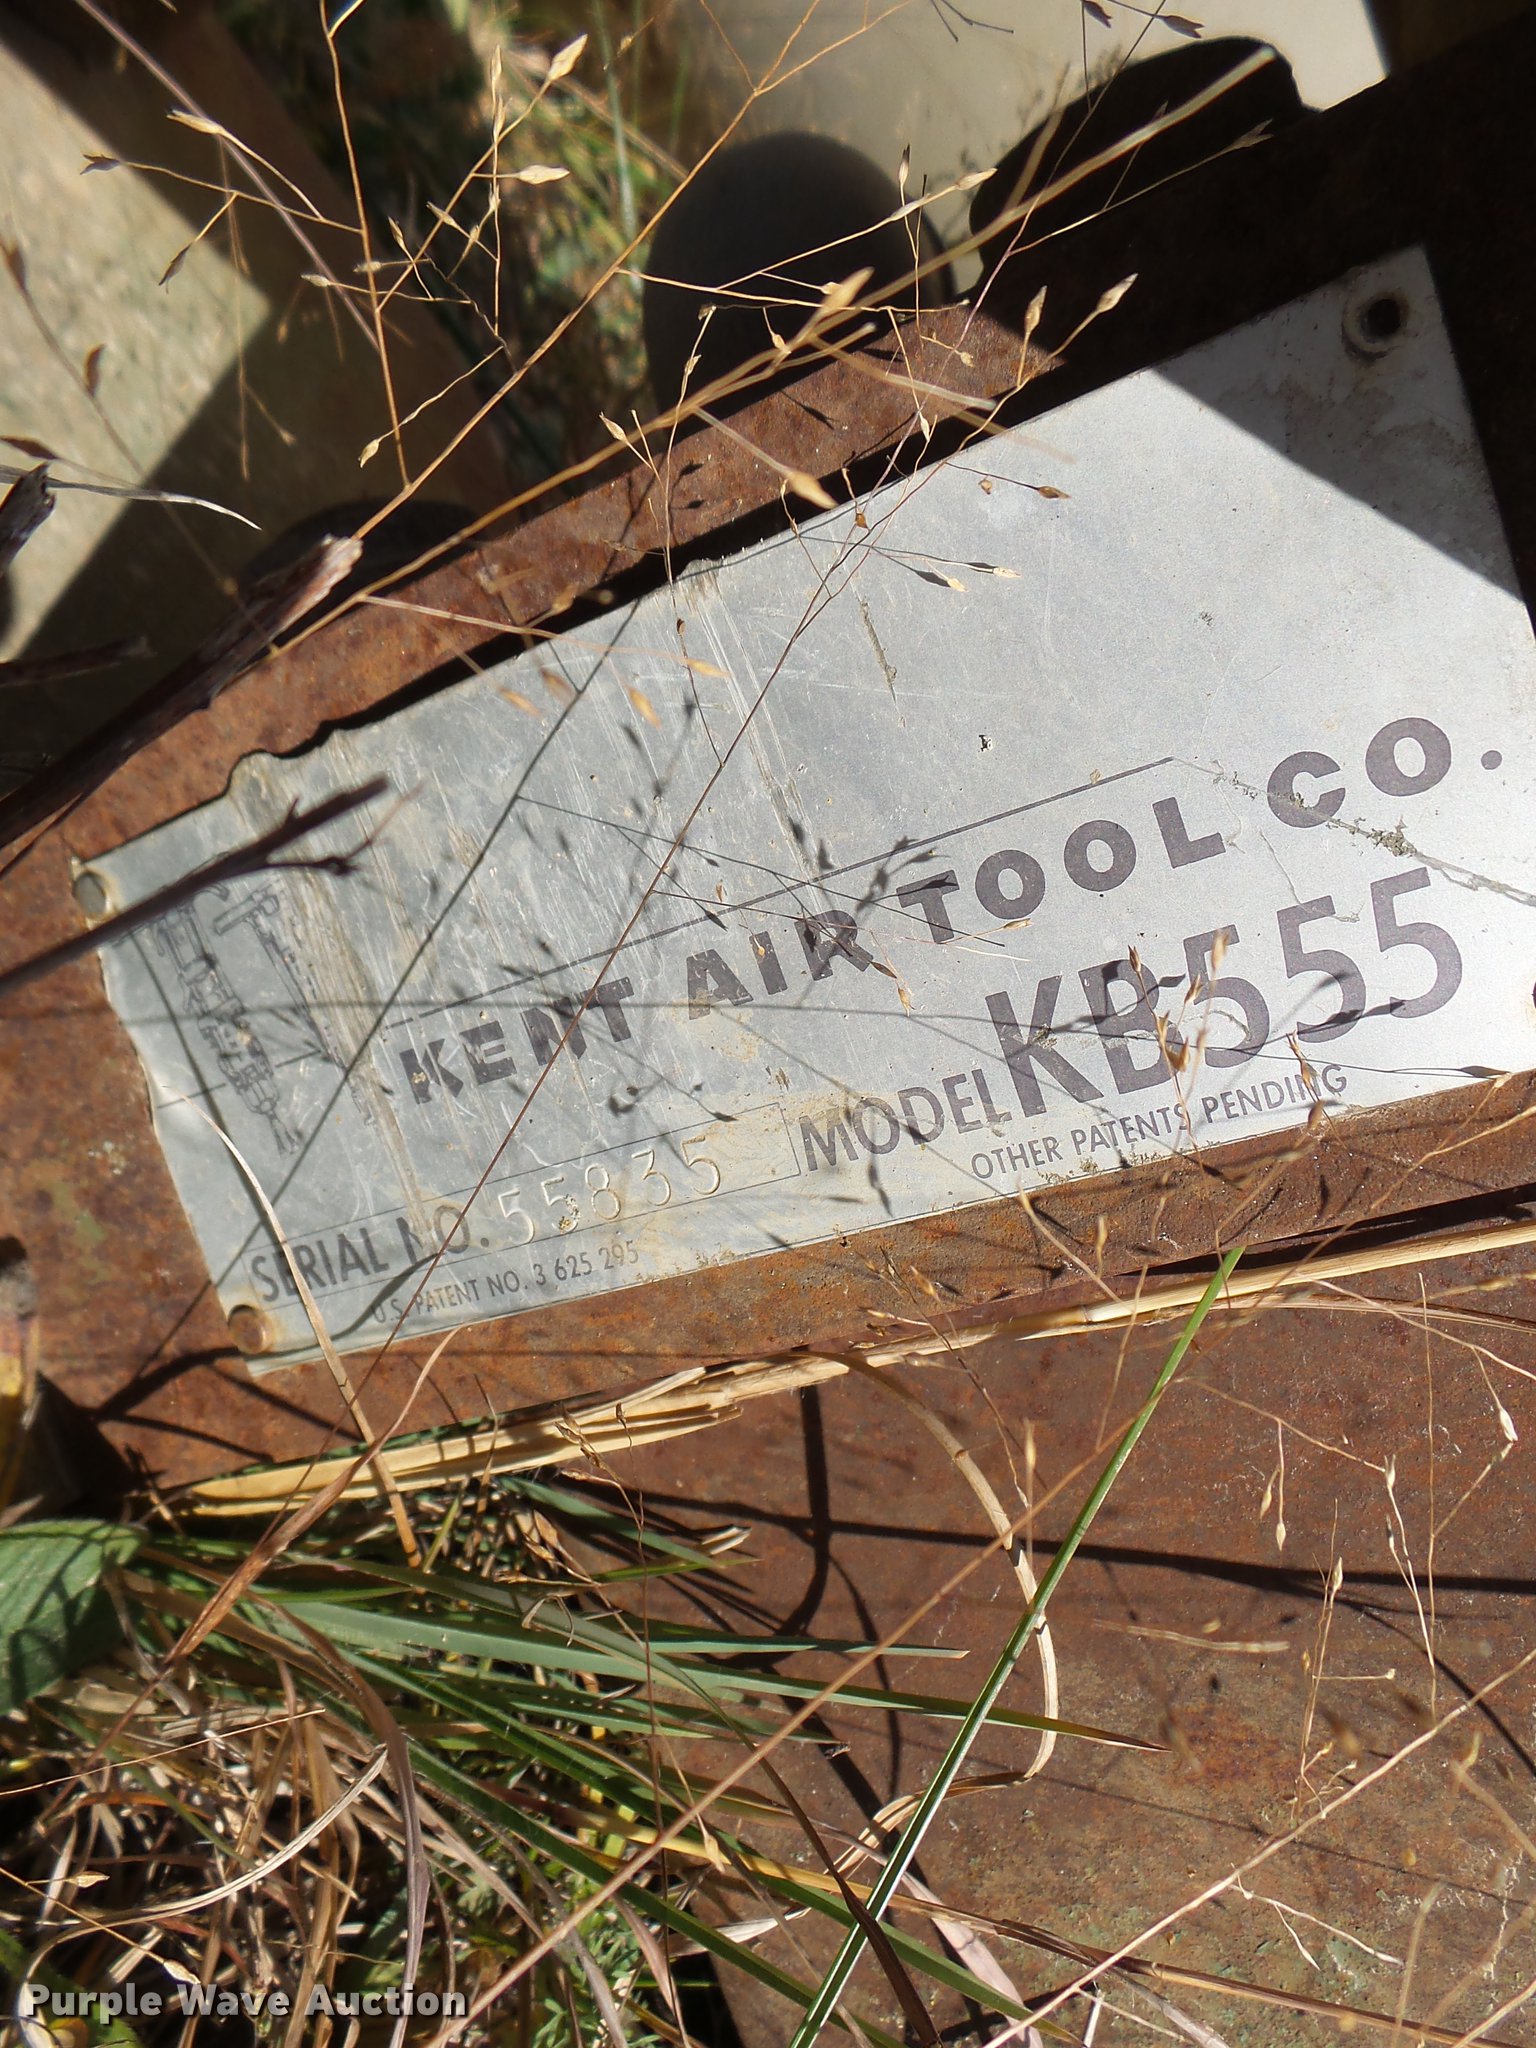 KENT AIR TOOL CO.
MODEL KB555
SERIAL NO. 55835
OTHER PATENTS PENDING
U.S. PATENT NO. 3 625 295
Purple Wave Auction